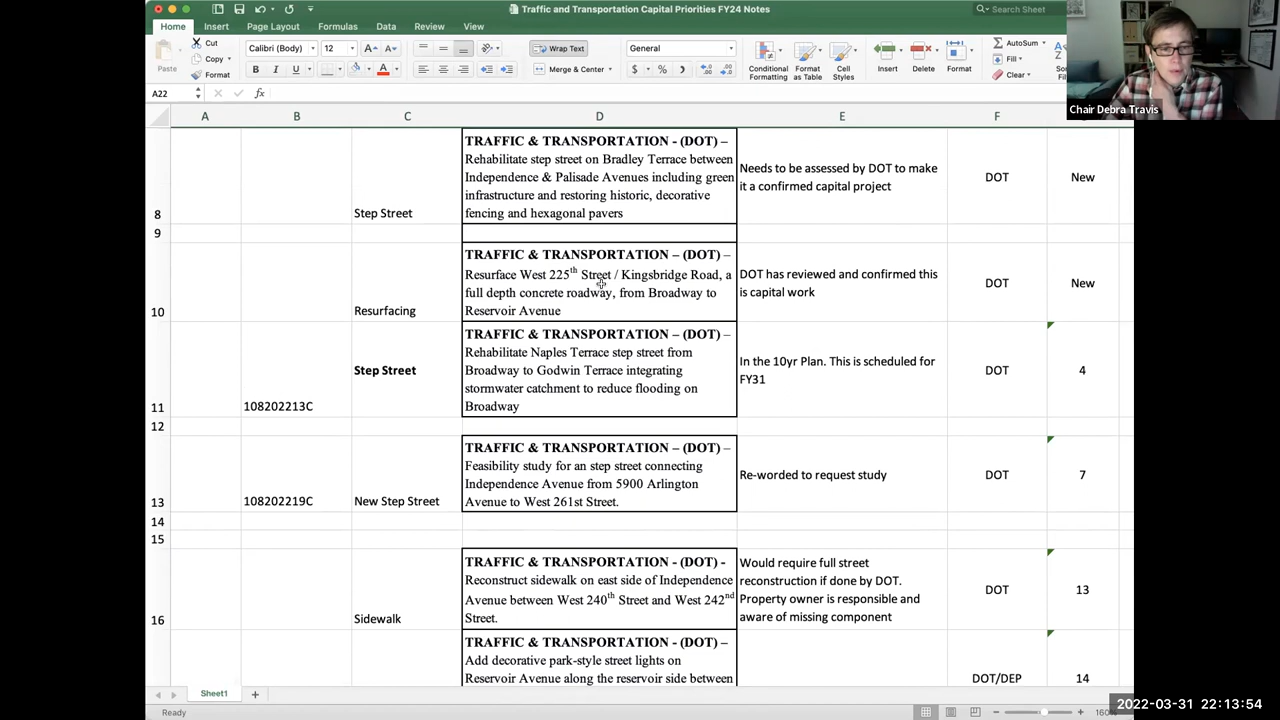 Traffic and Transportation Capital Priorities FY24 Notes
Search Sheet
Home
Insert
Page Layout
Formulas
Data
Review
View
Paste
Cut
Copy
Format
Calibri (Body)
12
Wrap Text
Merge & Center
General
Conditional
Formatting
Format
as Table
Cell
Styles
Insert
Delete
Format
AutoSum
Fill
Clear
Chair Debra Travis
A22
fx
A
B
C
D
E
F
8
Step Street
TRAFFIC & TRANSPORTATION - (DOT) –
Rehabilitate step street on Bradley Terrace between
Independence & Palisade Avenues including green
infrastructure and restoring historic, decorative
fencing and hexagonal pavers
Needs to be assessed by DOT to make
it a confirmed capital project
DOT
New
9
10
Resurfacing
TRAFFIC & TRANSPORTATION – (DOT) –
Resurface West 225th Street / Kingsbridge Road, a
full depth concrete roadway, from Broadway to
Reservoir Avenue
DOT has reviewed and confirmed this
is capital work
DOT
New
11
108202213C
Step Street
TRAFFIC & TRANSPORTATION – (DOT) –
Rehabilitate Naples Terrace step street from
Broadway to Godwin Terrace integrating
stormwater catchment to reduce flooding on
Broadway
In the 10yr Plan. This is scheduled for
FY31
DOT
4
12
13
108202219C
New Step Street
TRAFFIC & TRANSPORTATION – (DOT) –
Feasibility study for an step street connecting
Independence Avenue from 5900 Arlington
Avenue to West 261st Street.
Re-worded to request study
DOT
7
14
15
16
Sidewalk
TRAFFIC & TRANSPORTATION - (DOT) -
Reconstruct sidewalk on east side of Independence
Avenue between West 240th Street and West 242nd
Street.
Would require full street
reconstruction if done by DOT.
Property owner is responsible and
aware of missing component
DOT
13
TRAFFIC & TRANSPORTATION – (DOT) –
Add decorative park-style street lights on
Reservoir Avenue along the reservoir side between
DOT/DEP
14
Sheet1
Ready
2022-03-31 22:13:54